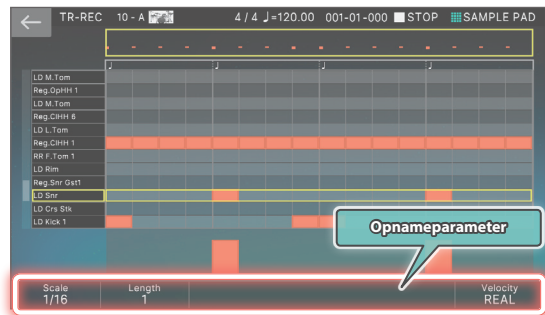 TR-REC 10 - A 4 / 4 ♩=120.00 001-01-000 STOP SAMPLE PAD
LD M.Tom
Reg.OpHH 1
LD M.Tom
Reg.ClHH 6
LD L.Tom
Reg.ClHH 1
RR F.Tom 1
LD Rim
Reg.Snr Gst1
LD Snr
LD Crs Stk
LD Kick 1
Opnameparameter
Scale Length Velocity
1/16 1 REAL